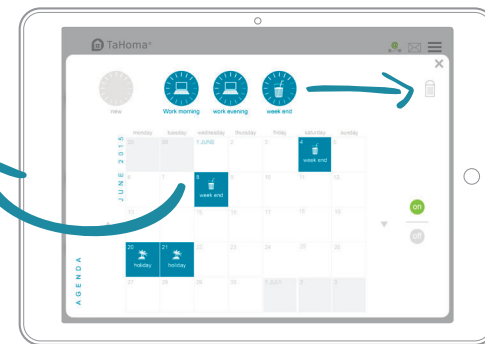 TaHoma®
new
Work morning
work evening
week end
monday tuesday wednesday thursday friday saturday sunday
JUNE 2015
29 30 1 JUNE 2 3 4
week end
6 7 8 9 10 11 12
week end
13 15 16 17 18 19
20 21 22 23 24 25 26
holiday holiday
27 28 29 30 1 JULY 2 3
AGENDA
on
off